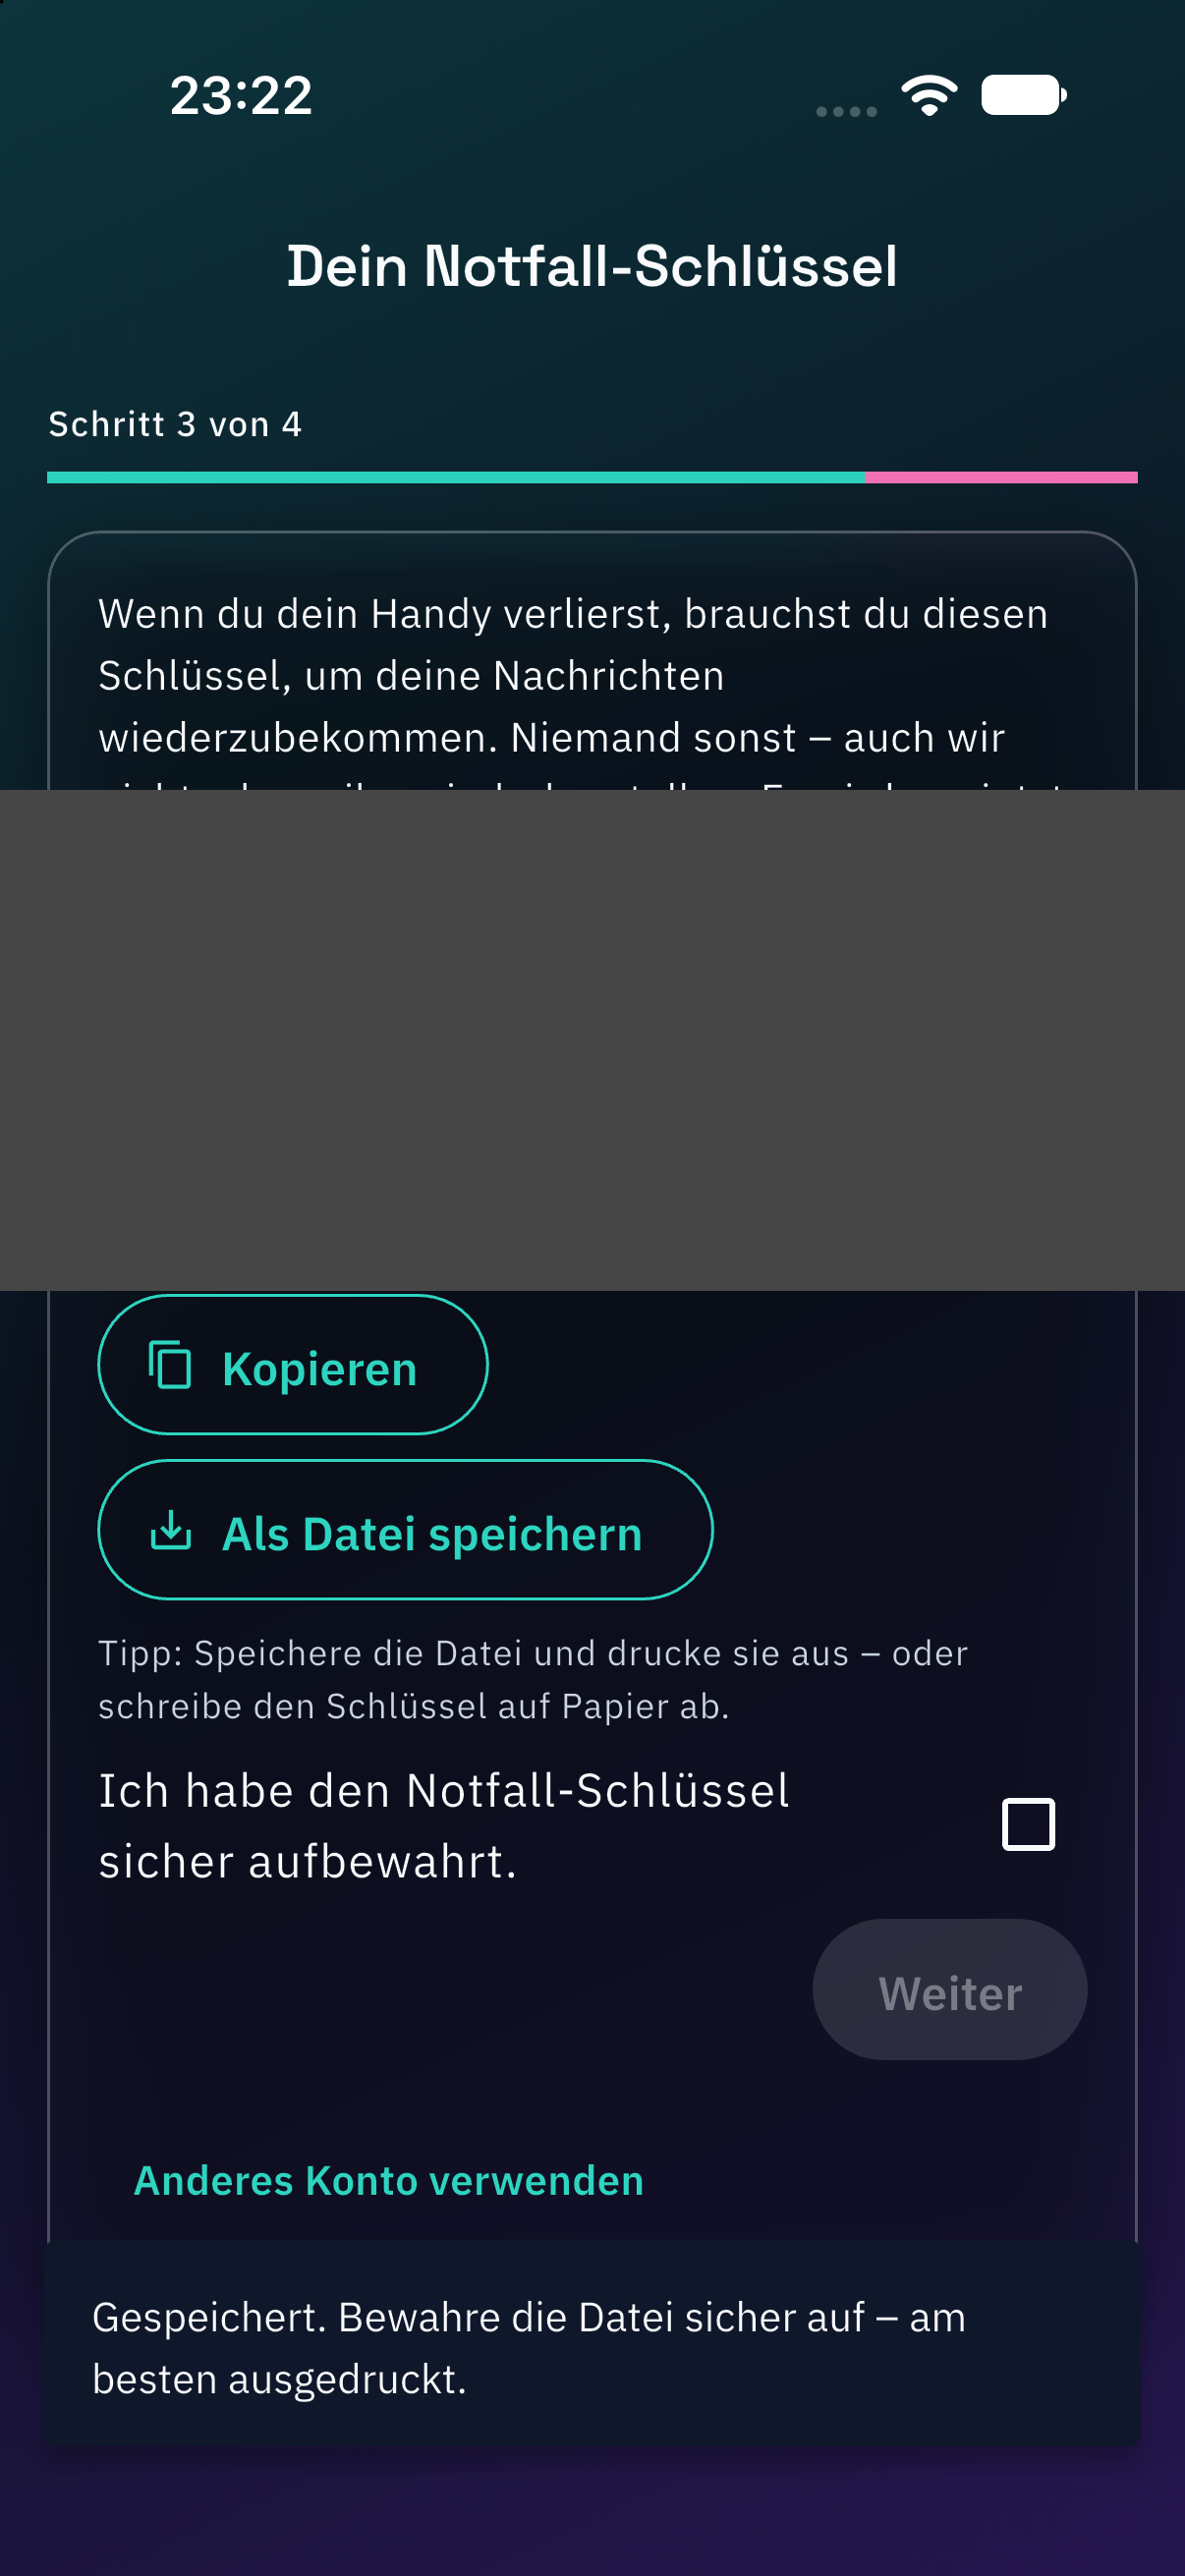 23:22
Dein Notfall-Schlüssel
Schritt 3 von 4
Wenn du dein Handy verlierst, brauchst du diesen
Schlüssel, um deine Nachrichten
wiederzubekommen. Niemand sonst – auch wir
Kopieren
Als Datei speichern
Tipp: Speichere die Datei und drucke sie aus – oder
schreibe den Schlüssel auf Papier ab.
Ich habe den Notfall-Schlüssel
sicher aufbewahrt.
Weiter
Anderes Konto verwenden
Gespeichert. Bewahre die Datei sicher auf – am
besten ausgedruckt.